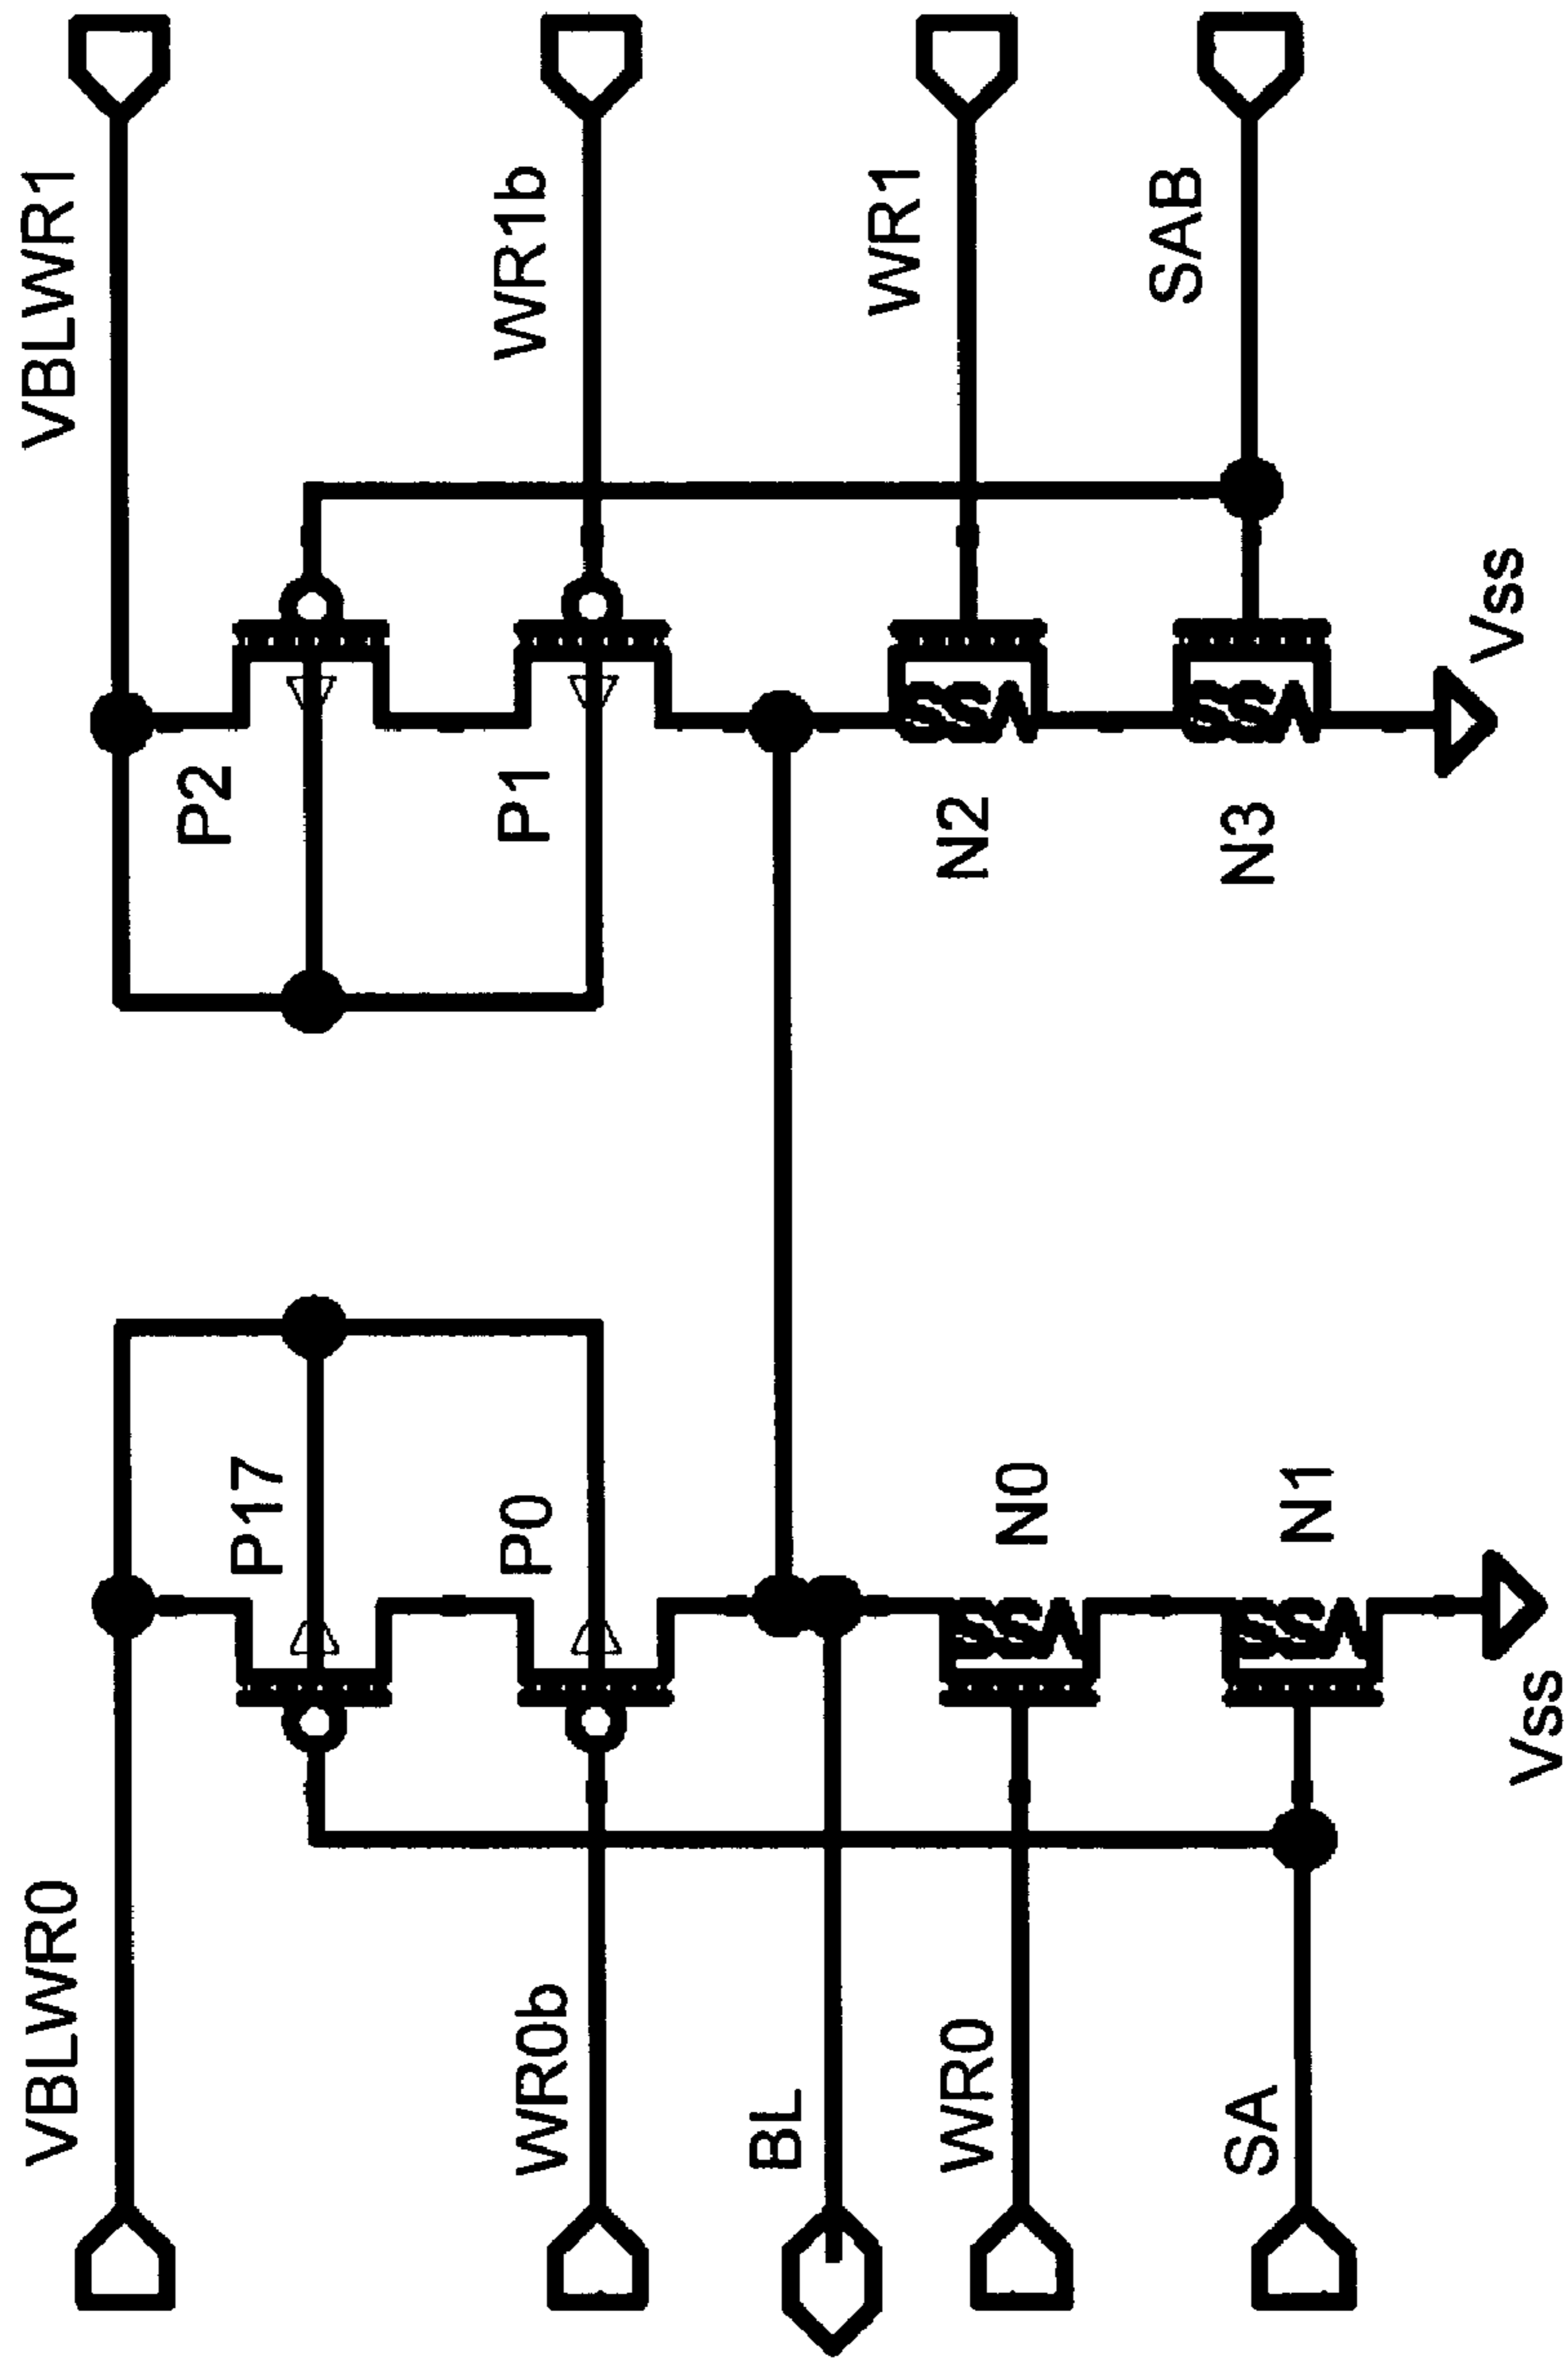 VBLWR0
VBLWR1
P17
P2
WR0b
P0
P1
WR1b
BL
WR0
N0
N2
WR1
SA
N1
N3
SAB
Vss
Vss